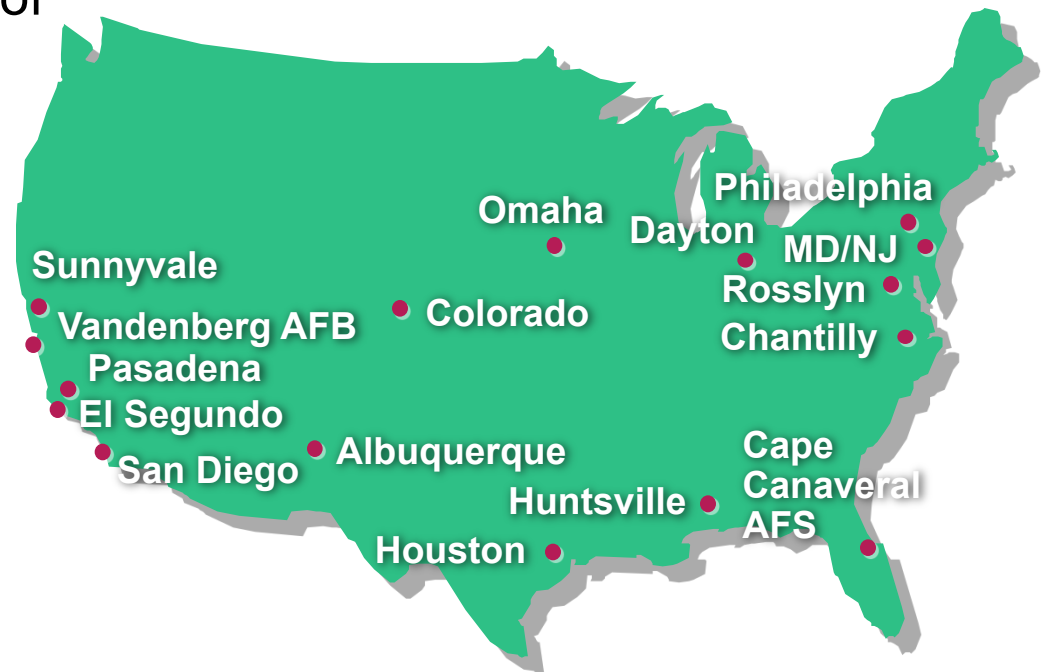 Philadelphia
Omaha
Dayton
MD/NJ
Sunnyvale
Rosslyn
Colorado
Vandenberg AFB
Chantilly
Pasadena
El Segundo
Albuquerque
San Diego
Cape
Canaveral
AFS
Huntsville
Houston